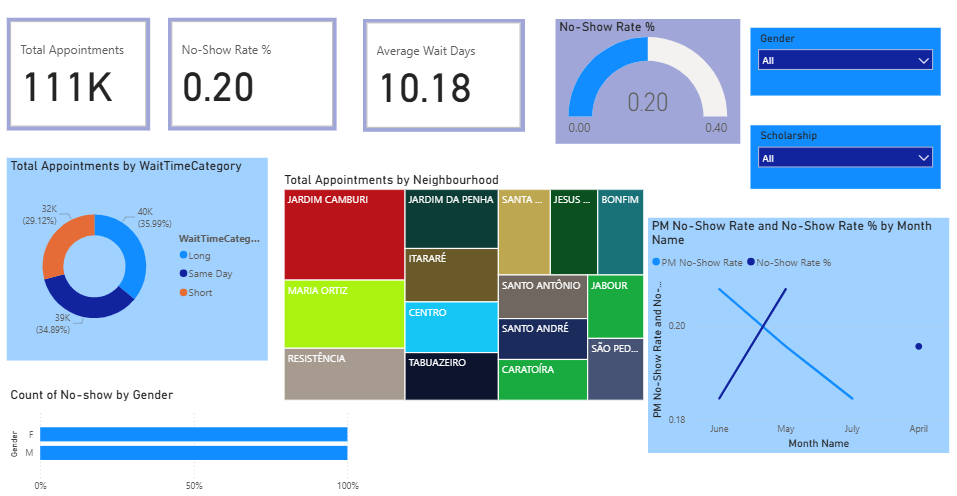 Total Appointments
111K
No-Show Rate %
0.20
Average Wait Days
10.18
No-Show Rate %
0.20
0.00
0.40
Gender
All
Scholarship
All
Total Appointments by WaitTimeCategory
32K
(29.12%)
40K
(35.99%)
39K
(34.89%)
WaitTimeCateg...
Long
Same Day
Short
Total Appointments by Neighbourhood
JARDIM CAMBURI
MARIA ORTIZ
RESISTÊNCIA
JARDIM DA PENHA
ITARARÉ
CENTRO
TABUAZEIRO
SANTA ...
JESUS ...
BONFIM
SANTO ANTÔNIO
SANTO ANDRÉ
CARATOÍRA
JABOUR
SÃO PED...
PM No-Show Rate and No-Show Rate % by Month
Name
PM No-Show Rate
No-Show Rate %
PM No-Show Rate and No-...
0.20
0.18
June
May
July
April
Month Name
Count of No-show by Gender
Gender
F
M
0%
50%
100%